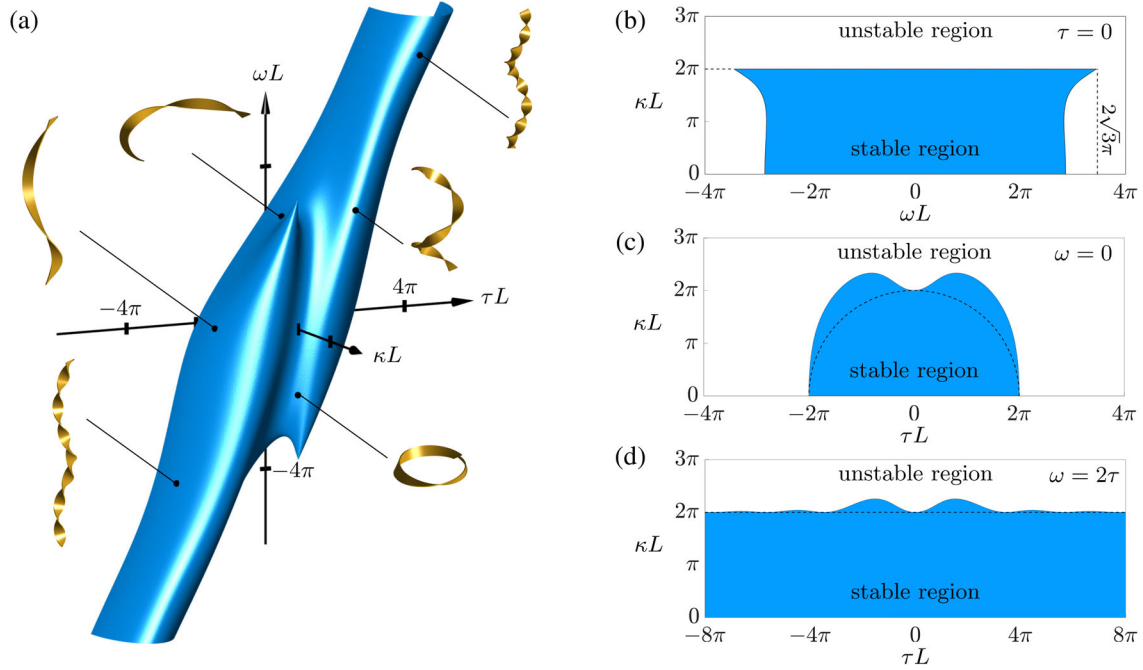 (a)
ωL
−4π
4π
τL
κL
−4π
(b)
3π
unstable region
τ = 0
2π
κL
π
2√3π
stable region
0
−4π
−2π
0
2π
4π
ωL
(c)
3π
unstable region
ω = 0
2π
κL
π
stable region
0
−4π
−2π
0
2π
4π
τL
(d)
3π
unstable region
ω = 2τ
2π
κL
π
stable region
0
−8π
−4π
0
4π
8π
τL